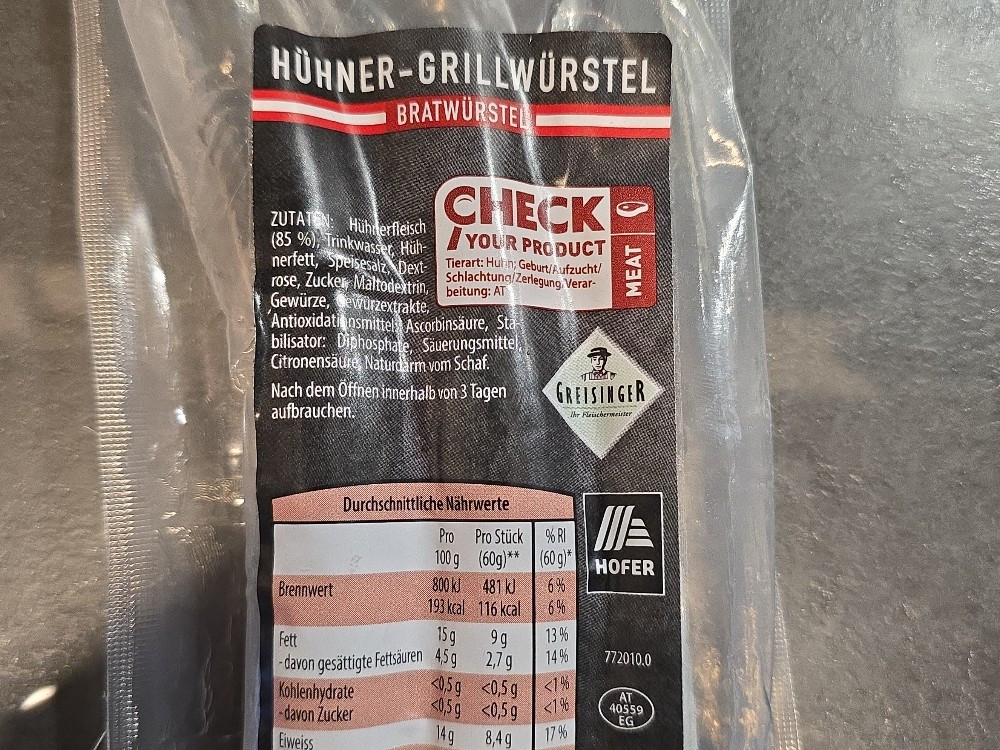 HÜHNER-GRILLWÜRSTEL
BRATWÜRSTEL
ZUTATEN: Hühnerfleisch
(85 %), Trinkwasser, Hüh-
nerfett, Speisesalz, Dext-
rose, Zucker, Maltodextrin,
Gewürze, Gewürzextrakte,
Antioxidationsmittel: Ascorbinsäure, Sta-
bilisator: Diphosphate, Säuerungsmittel:
Citronensäure, Naturdarm vom Schaf.
Nach dem Öffnen innerhalb von 3 Tagen
aufbrauchen.
CHECK
YOUR PRODUCT
Tierart: Huhn; Geburt/Aufzucht/
Schlachtung/Zerlegung/Verar-
beitung: AT
MEAT
GREISINGER
Ihr Fleischermeister
Durchschnittliche Nährwerte
Pro Pro Stück % RI
100 g (60g)** (60 g)*
Brennwert 800 kJ 481 kJ 6 %
193 kcal 116 kcal 6 %
Fett 15 g 9 g 13 %
- davon gesättigte Fettsäuren 4,5 g 2,7 g 14 %
Kohlenhydrate <0,5 g <0,5 g <1 %
- davon Zucker <0,5 g <0,5 g <1 %
Eiweiss 14 g 8,4 g 17 %
HOFER
772010.0
AT
40559
EG